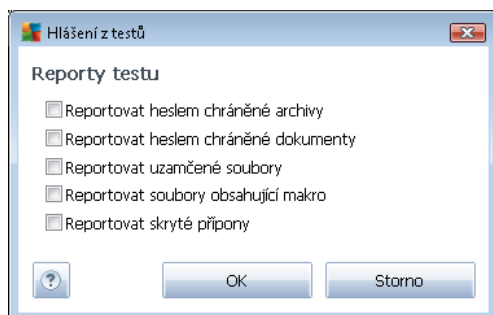 Hlášení z testů
Reporty testu
Reportovat heslem chráněné archivy
Reportovat heslem chráněné dokumenty
Reportovat uzamčené soubory
Reportovat soubory obsahující makro
Reportovat skryté přípony
?
OK
Storno